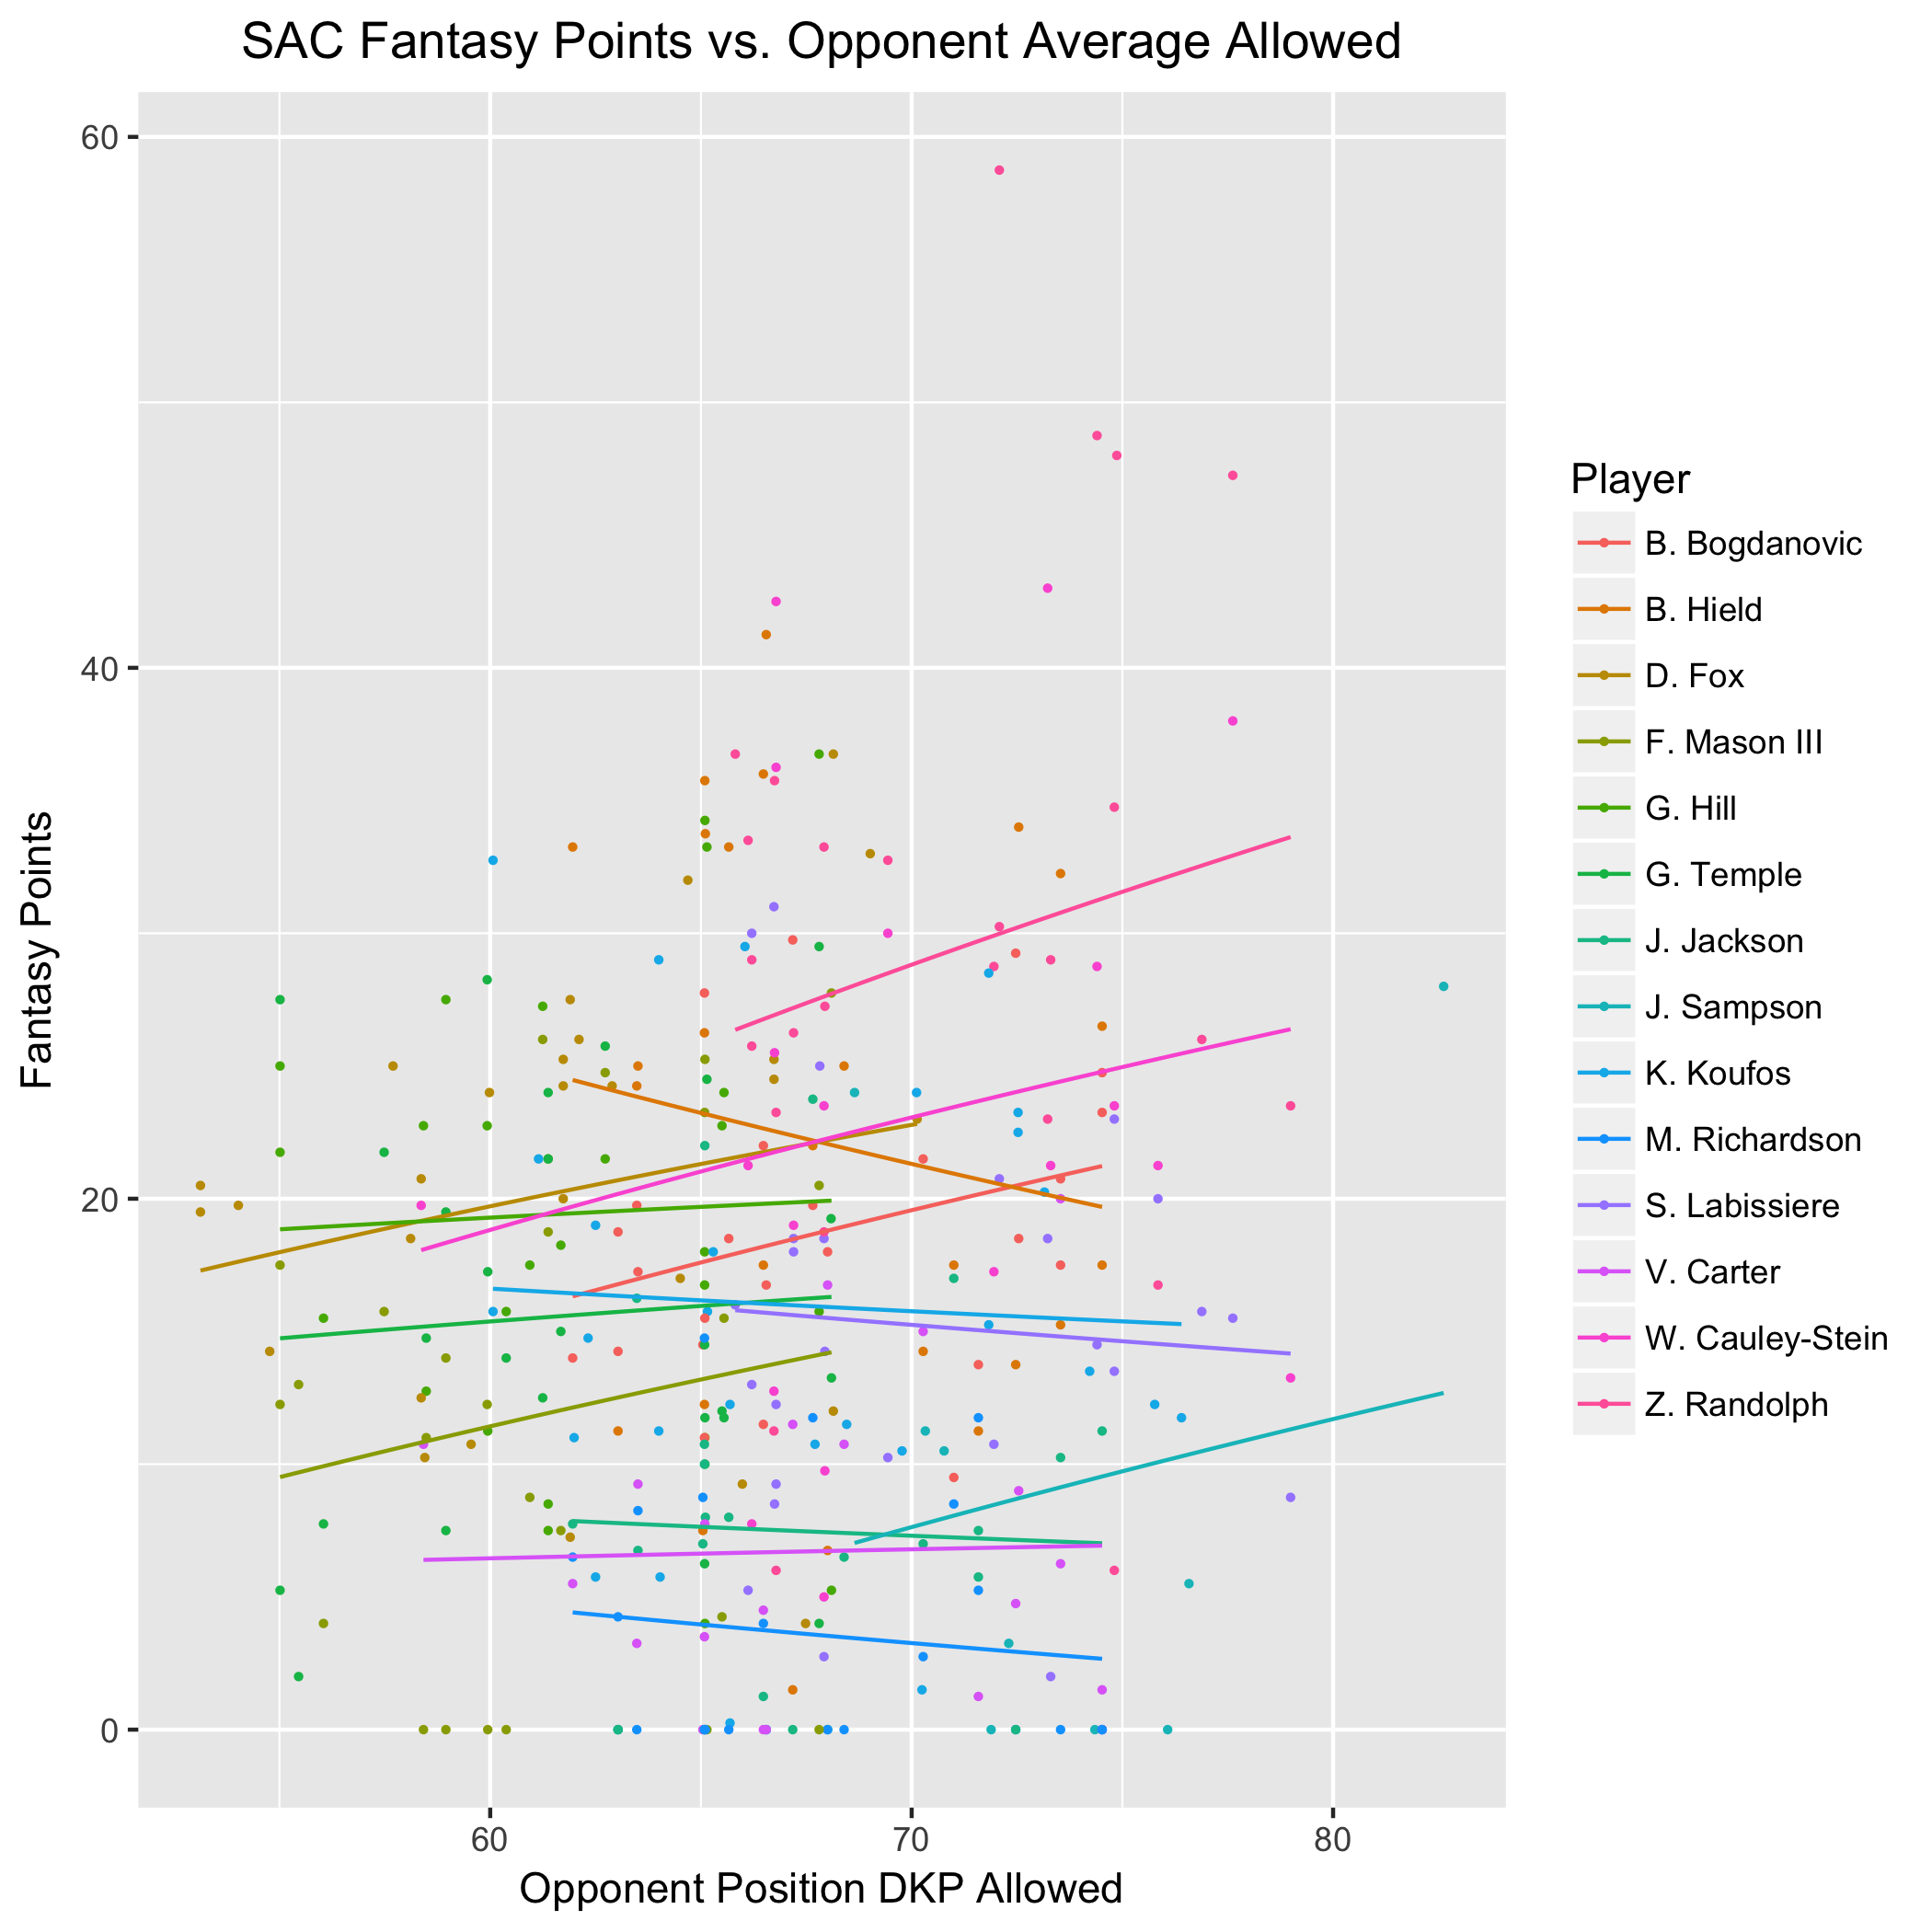 SAC Fantasy Points vs. Opponent Average Allowed
60
40
20
0
Fantasy Points
60 70 80
Opponent Position DKP Allowed
Player
B. Bogdanovic
B. Hield
D. Fox
F. Mason III
G. Hill
G. Temple
J. Jackson
J. Sampson
K. Koufos
M. Richardson
S. Labissiere
V. Carter
W. Cauley-Stein
Z. Randolph